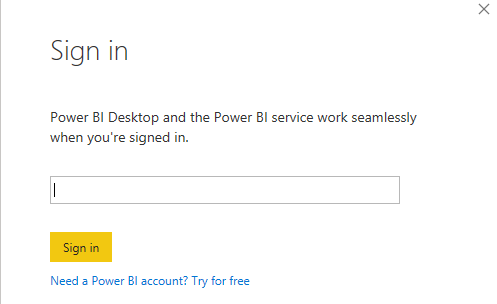 Sign in
Power BI Desktop and the Power BI service work seamlessly
when you're signed in.
Sign in
Need a Power BI account? Try for free